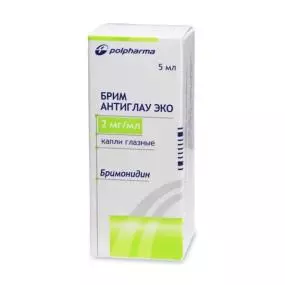 polpharma
5 мл
БРИМ
АНТИГЛАУ ЭКО
2 мг/мл
капли глазные
Бримонидин